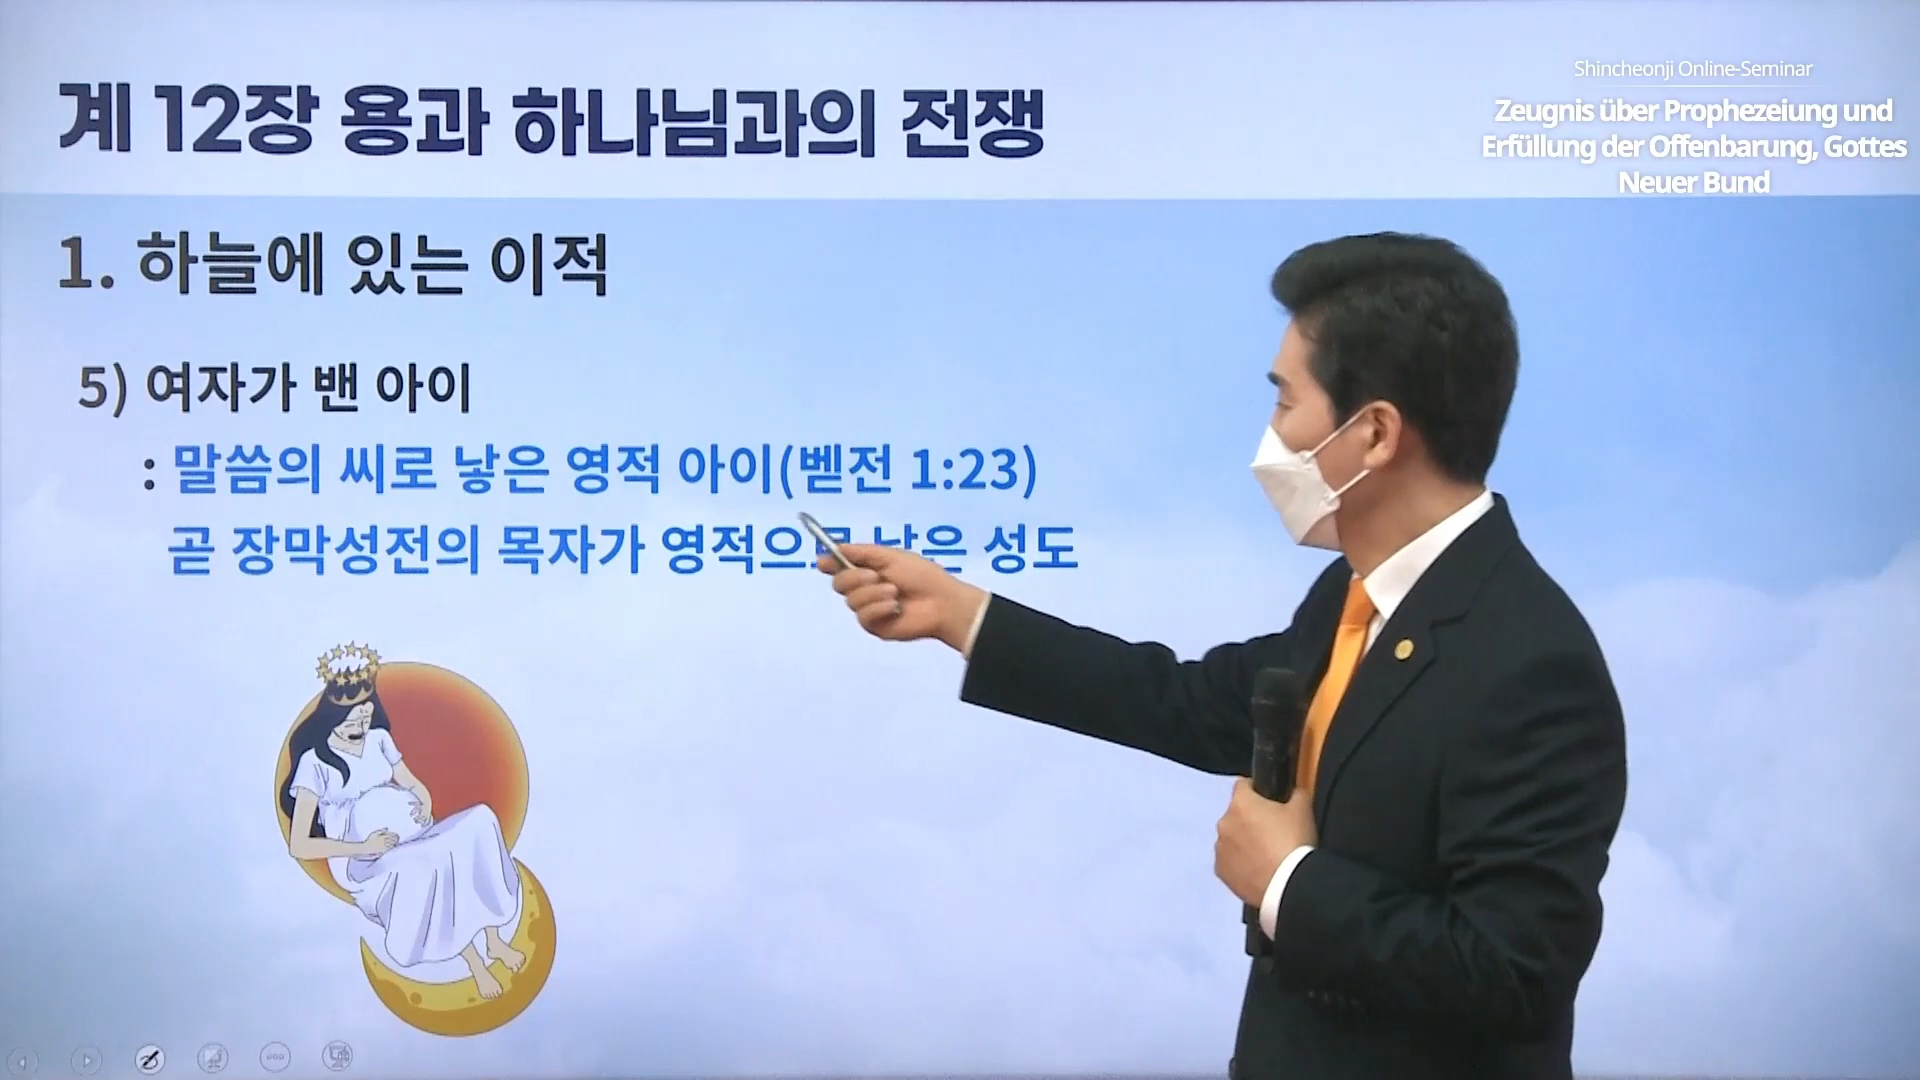 계 12장 용과 하나님과의 전쟁
Shincheonji Online-Seminar
Zeugnis über Prophezeiung und
Erfüllung der Offenbarung, Gottes
Neuer Bund
1. 하늘에 있는 이적
5) 여자가 밴 아이
: 말씀의 씨로 낳은 영적 아이(벧전 1:23)
곧 장막성전의 목자가 영적으로 낳은 성도